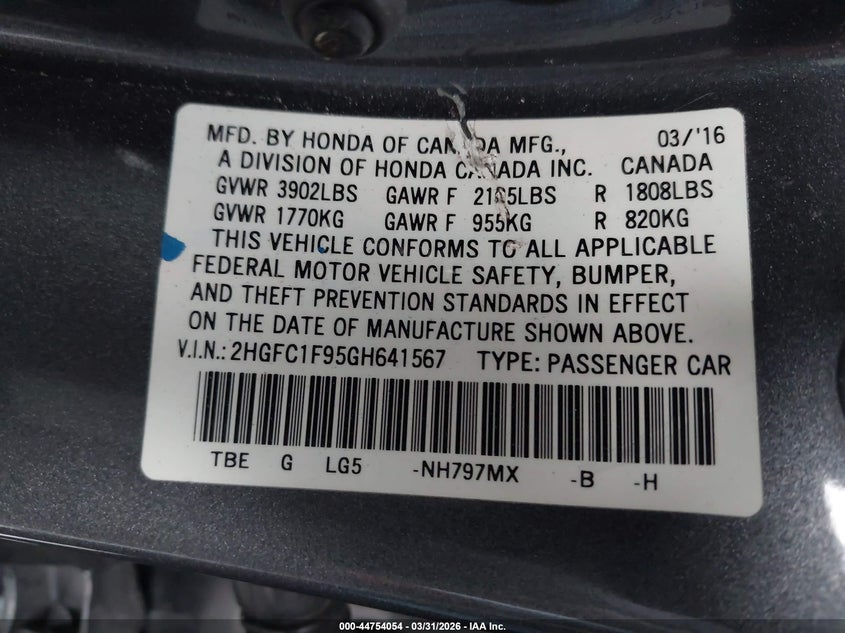 MFD. BY HONDA OF CANADA MFG., 03/'16
A DIVISION OF HONDA CANADA INC. CANADA
GVWR 3902LBS GAWR F 2105LBS R 1808LBS
GVWR 1770KG GAWR F 955KG R 820KG
THIS VEHICLE CONFORMS TO ALL APPLICABLE
FEDERAL MOTOR VEHICLE SAFETY, BUMPER,
AND THEFT PREVENTION STANDARDS IN EFFECT
ON THE DATE OF MANUFACTURE SHOWN ABOVE.
V.I.N.: 2HGFC1F95GH641567 TYPE: PASSENGER CAR
TBE G LG5 -NH797MX -B -H
000-44754054 - 03/31/2026 - IAA Inc.